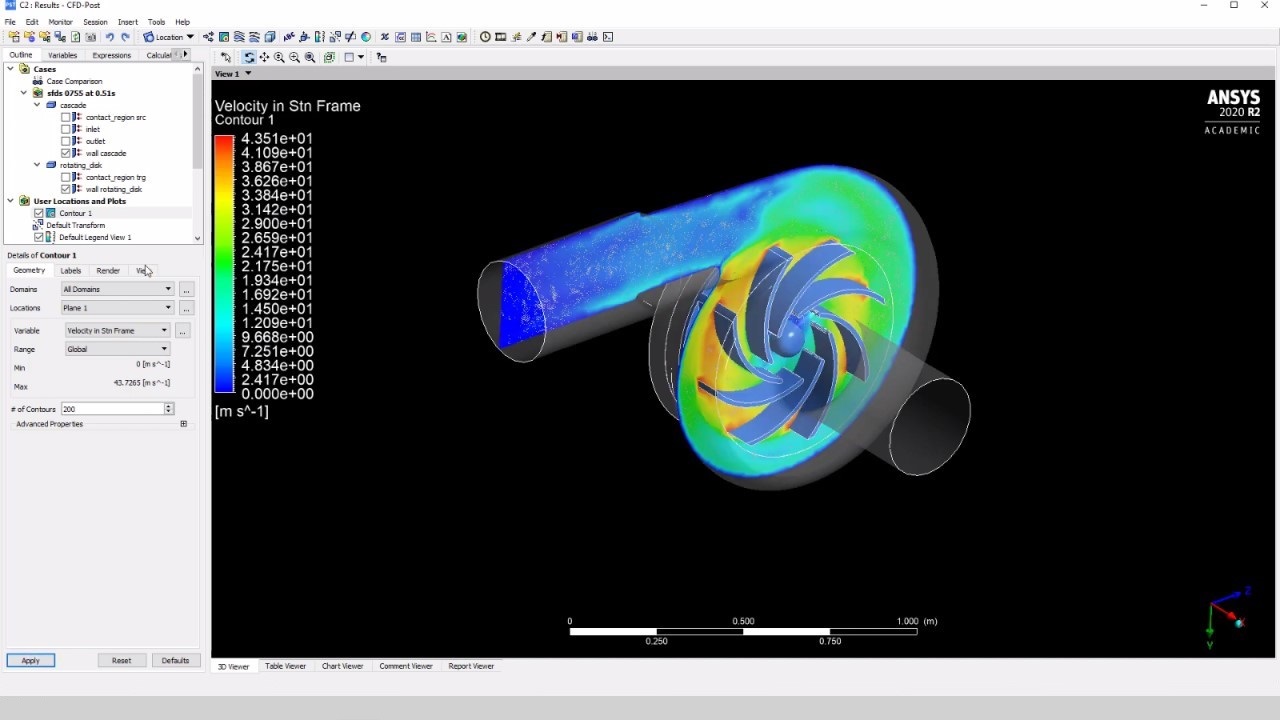 C2 : Results - CFD-Post
File Edit Monitor Session Insert Tools Help
Location
Outline Variables Expressions
Cases
Case Comparison
sfds 0755 at 0.51s
cascade
contact_region src
inlet
outlet
wall cascade
rotating_disk
contact_region trg
wall rotating_disk
User Locations and Plots
Contour 1
Default Transform
Default Legend View 1
Details of Contour 1
Geometry Labels Render
Domains All Domains ...
Locations Plane 1 ...
Variable Velocity in Stn Frame ...
Range Global
Min 0 [m s^-1]
Max 43.7265 [m s^-1]
# of Contours 200
Advanced Properties
Apply Reset Defaults
View 1
Velocity in Stn Frame
Contour 1
4.351e+01
4.109e+01
3.867e+01
3.626e+01
3.384e+01
3.142e+01
2.900e+01
2.659e+01
2.417e+01
2.175e+01
1.934e+01
1.692e+01
1.450e+01
1.209e+01
9.668e+00
7.251e+00
4.834e+00
2.417e+00
0.000e+00
[m s^-1]
ANSYS
2020 R2
ACADEMIC
0 0.500 1.000 (m)
0.250 0.750
Z
Y
3D Viewer Table Viewer Chart Viewer Comment Viewer Report Viewer